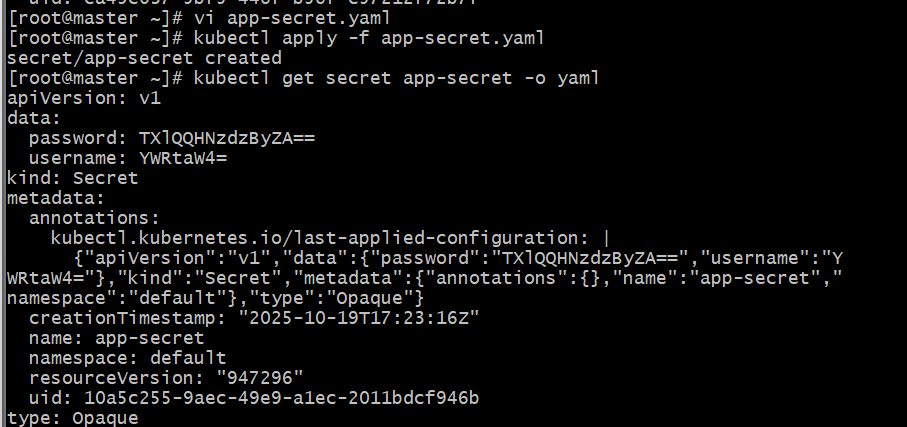 [root@master ~]# vi app-secret.yaml
[root@master ~]# kubectl apply -f app-secret.yaml
secret/app-secret created
[root@master ~]# kubectl get secret app-secret -o yaml
apiVersion: v1
data:
  password: TXlQQHNzdzByZA==
  username: YWRtaW4=
kind: Secret
metadata:
  annotations:
    kubectl.kubernetes.io/last-applied-configuration: |
      {"apiVersion":"v1","data":{"password":"TXlQQHNzdzByZA==","username":"Y
WRtaW4="},"kind":"Secret","metadata":{"annotations":{},"name":"app-secret","
namespace":"default"},"type":"Opaque"}
  creationTimestamp: "2025-10-19T17:23:16Z"
  name: app-secret
  namespace: default
  resourceVersion: "947296"
  uid: 10a5c255-9aec-49e9-a1ec-2011bdcf946b
type: Opaque